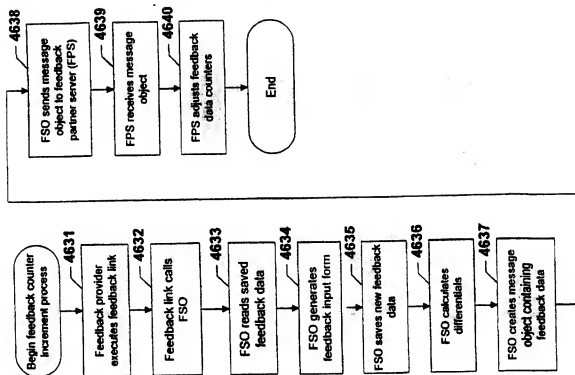 Begin feedback counter
increment process
4631
Feedback provider
executes feedback link
4632
Feedback link calls
FSO
4633
FSO reads saved
feedback data
4634
FSO generates
feedback input form
4635
FSO saves new feedback
data
4636
FSO calculates
differentials
4637
FSO creates message
object containing
feedback data
4638
FSO sends message
object to feedback
partner server (FPS)
4639
FPS receives message
object
4640
FPS adjusts feedback
data counters
End